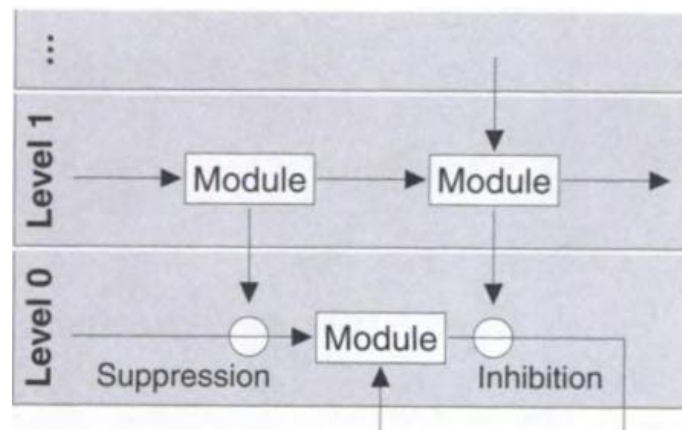 ...
Level 1
Module
Module
Level 0
Module
Suppression
Inhibition